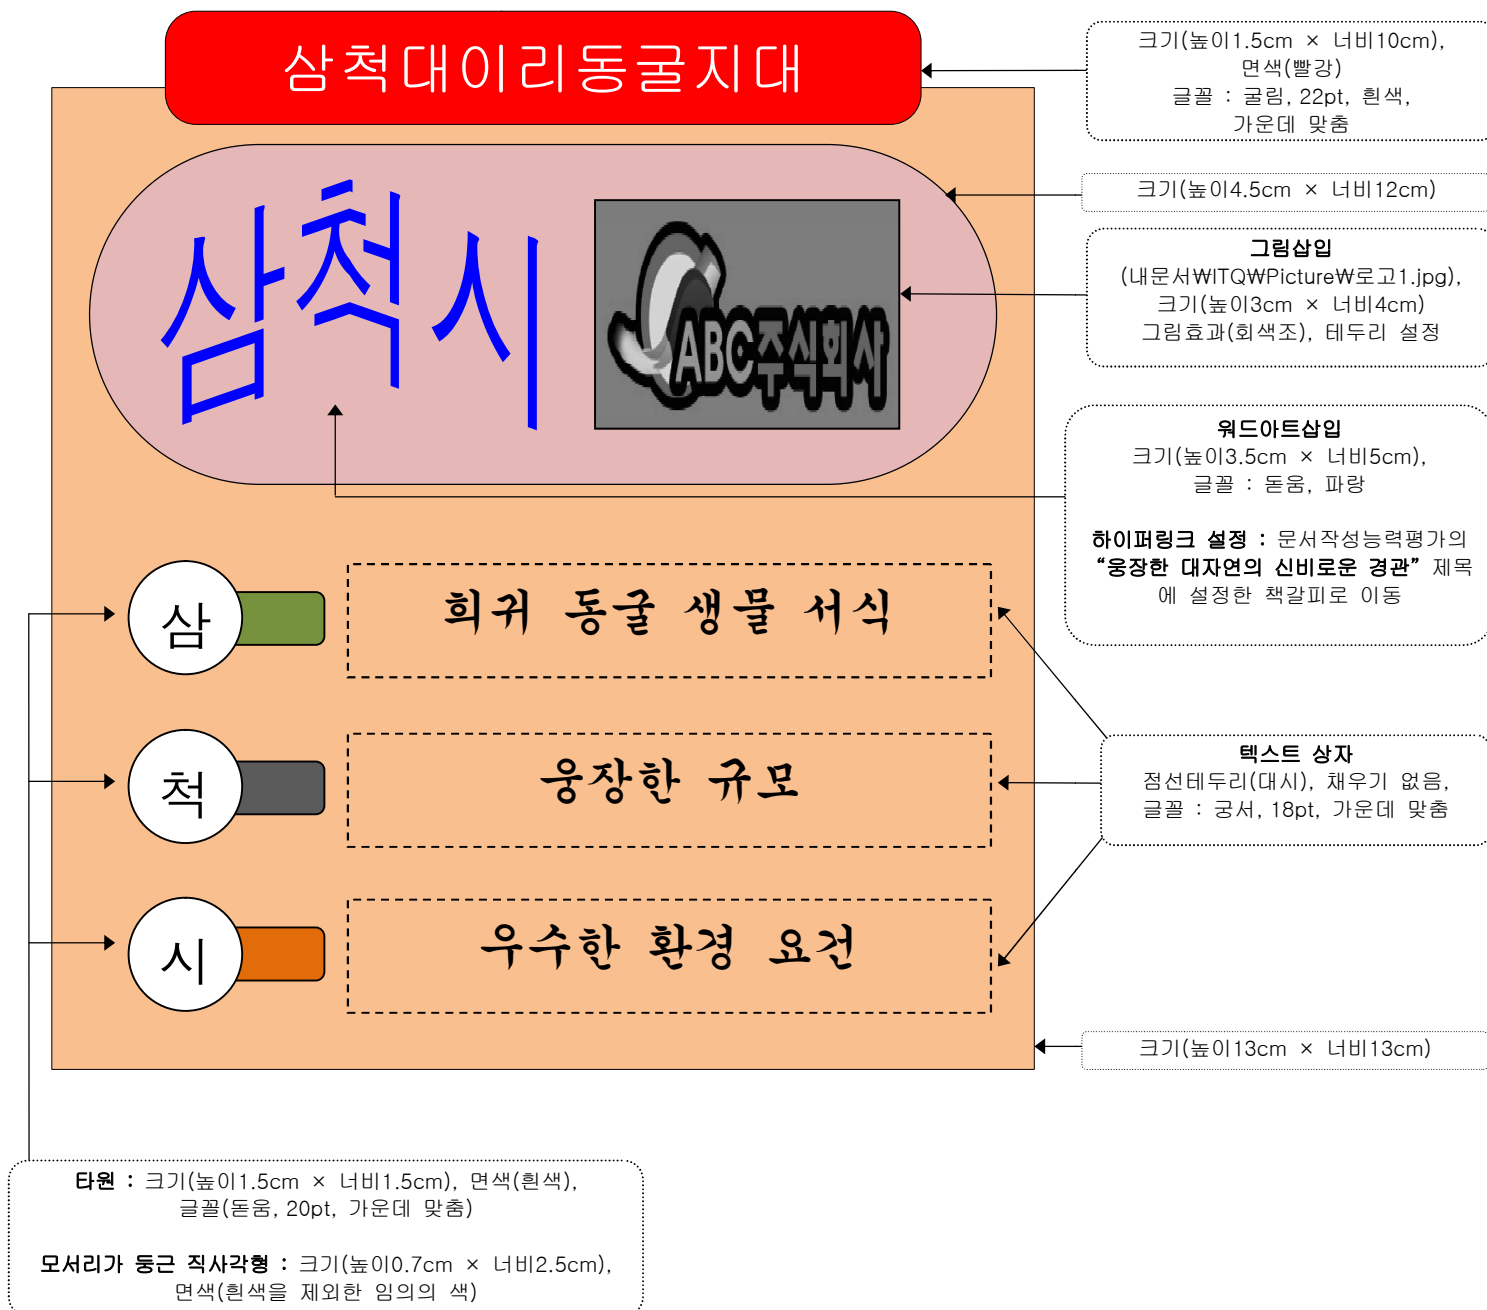 삼척대이리동굴지대
크기(높이1.5cm × 너비10cm),
면색(빨강)
글꼴 : 굴림, 22pt, 흰색,
가운데 맞춤
삼척시
ABC주식회사
크기(높이4.5cm × 너비12cm)
그림삽입
(내문서₩ITQ₩Picture₩로고1.jpg),
크기(높이3cm × 너비4cm)
그림효과(회색조), 테두리 설정
워드아트삽입
크기(높이3.5cm × 너비5cm),
글꼴 : 돋움, 파랑
하이퍼링크 설정 : 문서작성능력평가의
“웅장한 대자연의 신비로운 경관” 제목
에 설정한 책갈피로 이동
삼
희귀 동굴 생물 서식
척
웅장한 규모
시
우수한 환경 요건
텍스트 상자
점선테두리(대시), 채우기 없음,
글꼴 : 궁서, 18pt, 가운데 맞춤
크기(높이13cm × 너비13cm)
타원 : 크기(높이1.5cm × 너비1.5cm), 면색(흰색),
글꼴(돋움, 20pt, 가운데 맞춤)
모서리가 둥근 직사각형 : 크기(높이0.7cm × 너비2.5cm),
면색(흰색을 제외한 임의의 색)